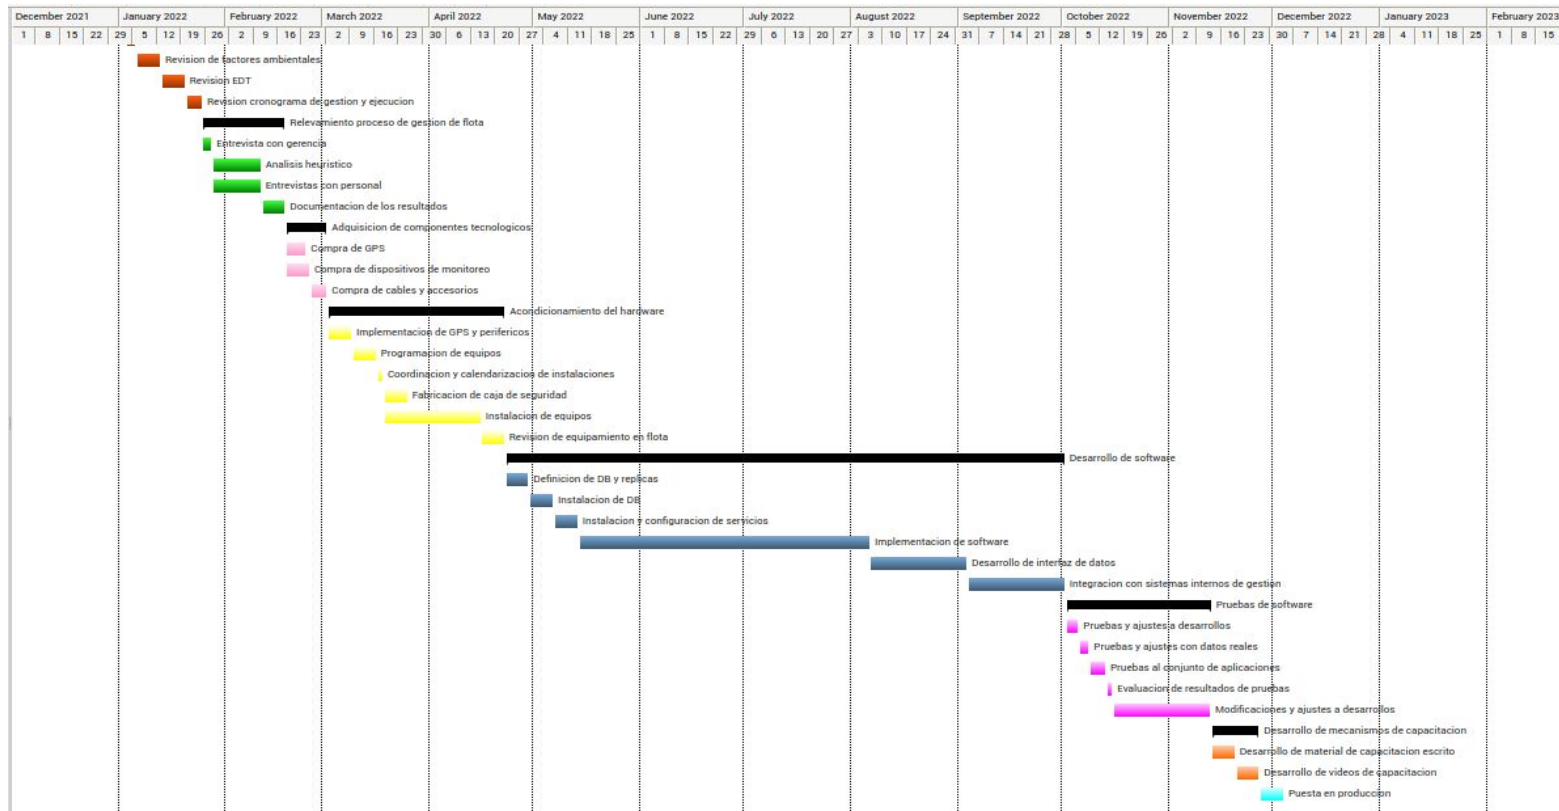 December 2021 January 2022 February 2022 March 2022 April 2022 May 2022 June 2022 July 2022 August 2022 September 2022 October 2022 November 2022 December 2022 January 2023 February 2023
1 8 15 22 29 5 12 19 26 2 9 16 23 2 9 16 23 30 6 13 20 27 4 11 18 25 1 8 15 22 29 6 13 20 27 3 10 17 24 31 7 14 21 28 5 12 19 26 2 9 16 23 30 7 14 21 28 4 11 18 25 1 8 15
Revision de factores ambientales
Revision EDT
Revision cronograma de gestion y ejecucion
Relevamiento proceso de gestion de flota
Entrevista con gerencia
Analisis heuristico
Entrevistas con personal
Documentacion de los resultados
Adquisicion de componentes tecnologicos
Compra de GPS
Compra de dispositivos de monitoreo
Compra de cables y accesorios
Acondicionamiento del hardware
Implementacion de GPS y perifericos
Programacion de equipos
Coordinacion y calendarizacion de instalaciones
Fabricacion de caja de seguridad
Instalacion de equipos
Revision de equipamiento en flota
Desarrollo de software
Definicion de DB y replicas
Instalacion de DB
Instalacion y configuracion de servicios
Implementacion de software
Desarrollo de interfaz de datos
Integracion con sistemas internos de gestion
Pruebas de software
Pruebas y ajustes a desarrollos
Pruebas y ajustes con datos reales
Pruebas al conjunto de aplicaciones
Evaluacion de resultados de pruebas
Modificaciones y ajustes a desarrollos
Desarrollo de mecanismos de capacitacion
Desarrollo de material de capacitacion escrito
Desarrollo de videos de capacitacion
Puesta en produccion